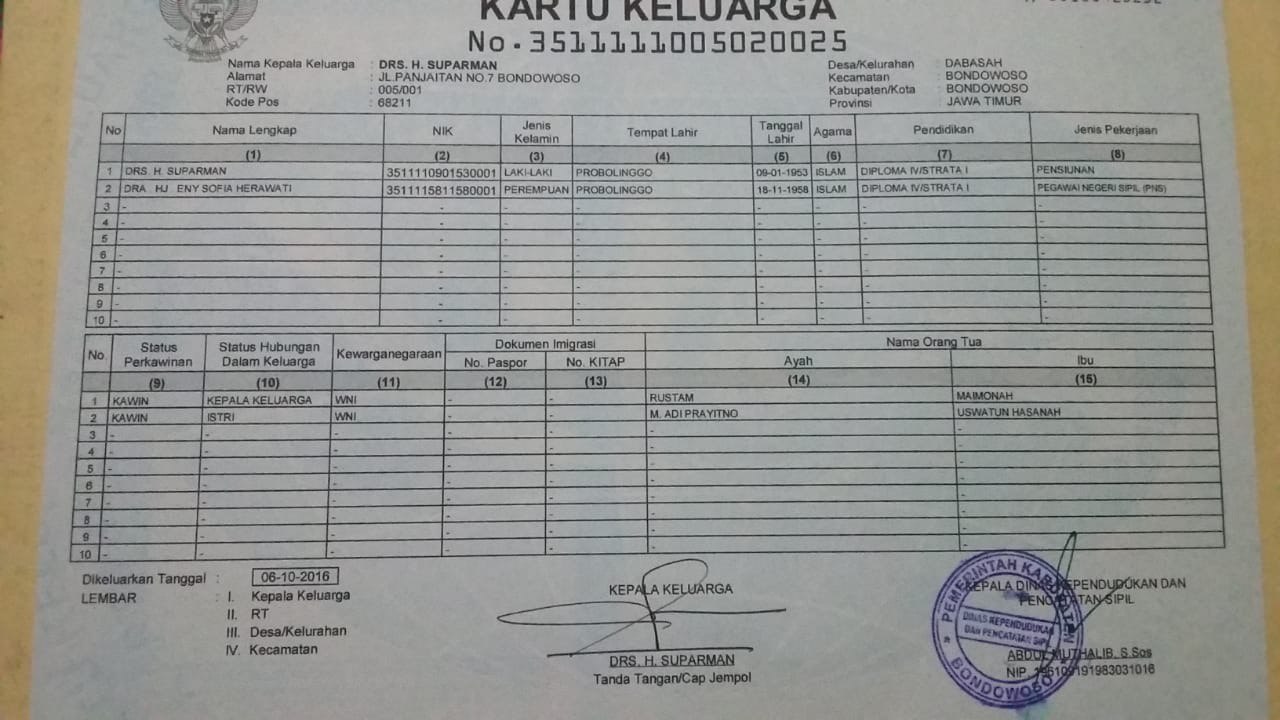 KARTU KELUARGA
No. 3511111005020025
Nama Kepala Keluarga : DRS. H. SUPARMAN
Alamat : JL.PANJAITAN NO.7 BONDOWOSO
RT/RW : 005/001
Kode Pos : 68211
Desa/Kelurahan : DABASAH
Kecamatan : BONDOWOSO
Kabupaten/Kota : BONDOWOSO
Provinsi : JAWA TIMUR
No Nama Lengkap NIK Jenis Kelamin Tempat Lahir Tanggal Lahir Agama Pendidikan Jenis Pekerjaan
(1) (2) (3) (4) (5) (6) (7) (8)
1 DRS. H. SUPARMAN 3511110901530001 LAKI-LAKI PROBOLINGGO 09-01-1953 ISLAM DIPLOMA IV/STRATA I PENSIUNAN
2 DRA. HJ. ENY SOFIA HERAWATI 3511115811580001 PEREMPUAN PROBOLINGGO 18-11-1958 ISLAM DIPLOMA IV/STRATA I PEGAWAI NEGERI SIPIL (PNS)
3 - - - - - - - -
4 - - - - - - - -
5 - - - - - - - -
6 - - - - - - - -
7 - - - - - - - -
8 - - - - - - - -
9 - - - - - - - -
10 - - - - - - - -
No. Status Perkawinan Status Hubungan Dalam Keluarga Kewarganegaraan Dokumen Imigrasi Nama Orang Tua
No. Paspor No. KITAP Ayah Ibu
(9) (10) (11) (12) (13) (14) (15)
1 KAWIN KEPALA KELUARGA WNI - - RUSTAM MAIMONAH
2 KAWIN ISTRI WNI - - M. ADI PRAYITNO USWATUN HASANAH
3 - - - - - - -
4 - - - - - - -
5 - - - - - - -
6 - - - - - - -
7 - - - - - - -
8 - - - - - - -
9 - - - - - - -
10 - - - - - - -
Dikeluarkan Tanggal : 06-10-2016
LEMBAR : I. Kepala Keluarga
II. RT
III. Desa/Kelurahan
IV. Kecamatan
KEPALA KELUARGA
DRS. H. SUPARMAN
Tanda Tangan/Cap Jempol
KEPALA DINAS KEPENDUDUKAN DAN
PENCATATAN SIPIL
PEMERINTAH KABUPATEN
DINAS KEPENDUDUKAN
DAN PENCATATAN SIPIL
BONDOWOSO
ABDUL MUTHALIB, S.Sos
NIP. 196109191983031016